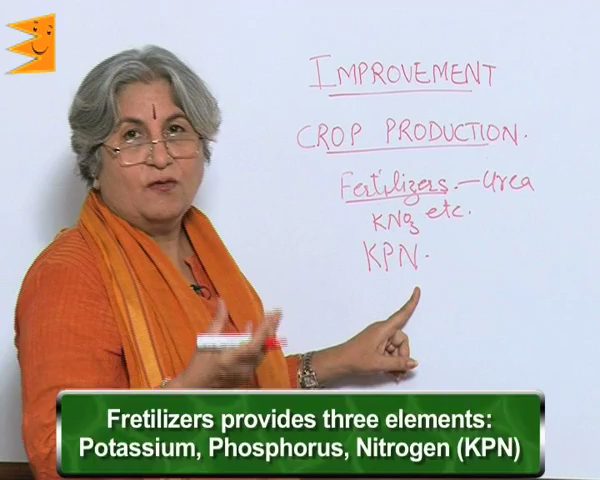 IMPROVEMENT
CROP PRODUCTION.
Fertilizers. — Urea
KNO3 etc.
KPN.
Fretilizers provides three elements:
Potassium, Phosphorus, Nitrogen (KPN)